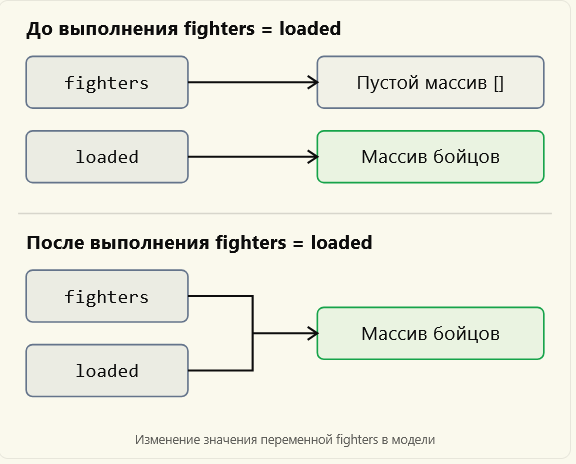 До выполнения fighters = loaded
fighters
Пустой массив []
loaded
Массив бойцов
После выполнения fighters = loaded
fighters
Массив бойцов
loaded
Изменение значения переменной fighters в модели